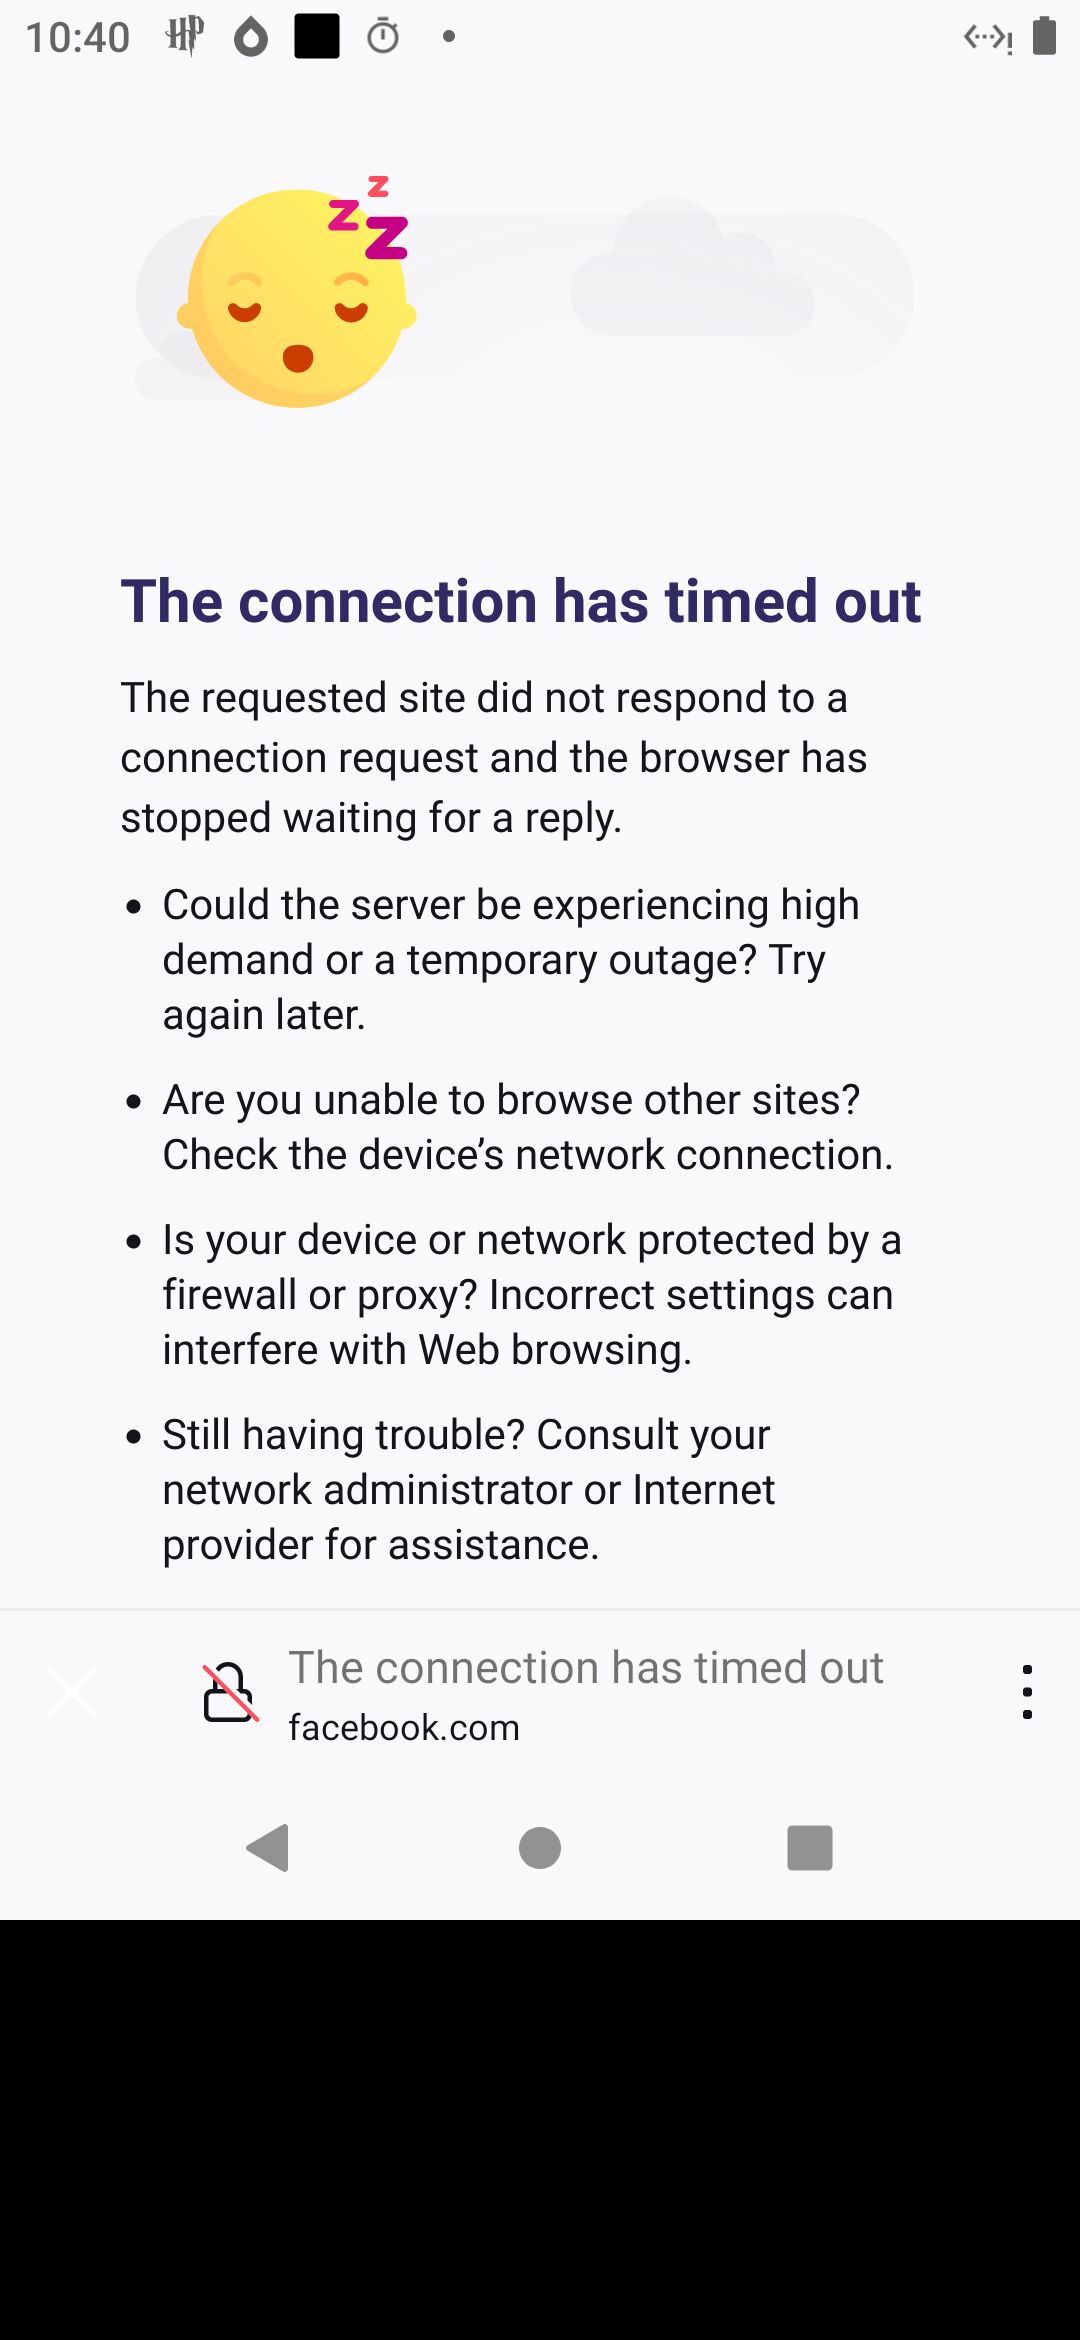 10:40
The connection has timed out
The requested site did not respond to a
connection request and the browser has
stopped waiting for a reply.
• Could the server be experiencing high
demand or a temporary outage? Try
again later.
• Are you unable to browse other sites?
Check the device’s network connection.
• Is your device or network protected by a
firewall or proxy? Incorrect settings can
interfere with Web browsing.
• Still having trouble? Consult your
network administrator or Internet
provider for assistance.
The connection has timed out
facebook.com